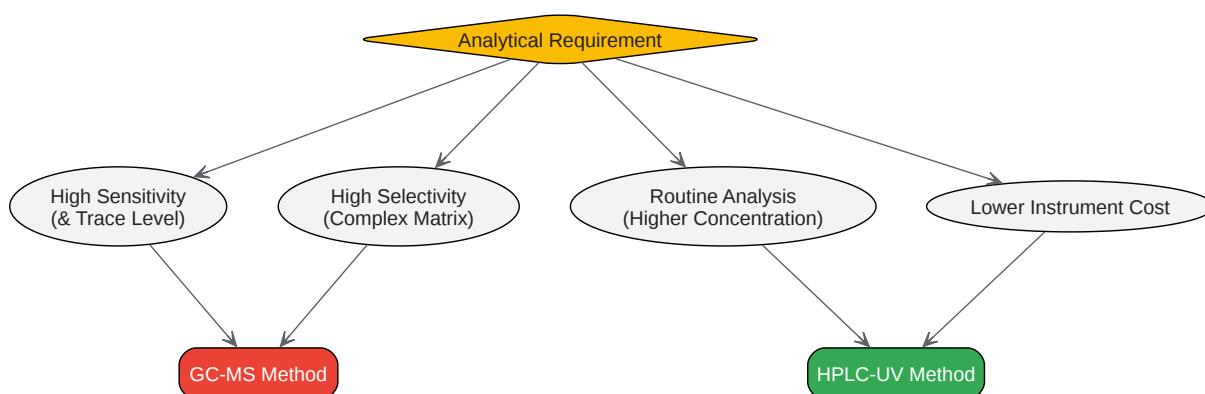 Analytical Requirement
High Sensitivity
(& Trace Level)
High Selectivity
(Complex Matrix)
Routine Analysis
(Higher Concentration)
Lower Instrument Cost
GC-MS Method
HPLC-UV Method